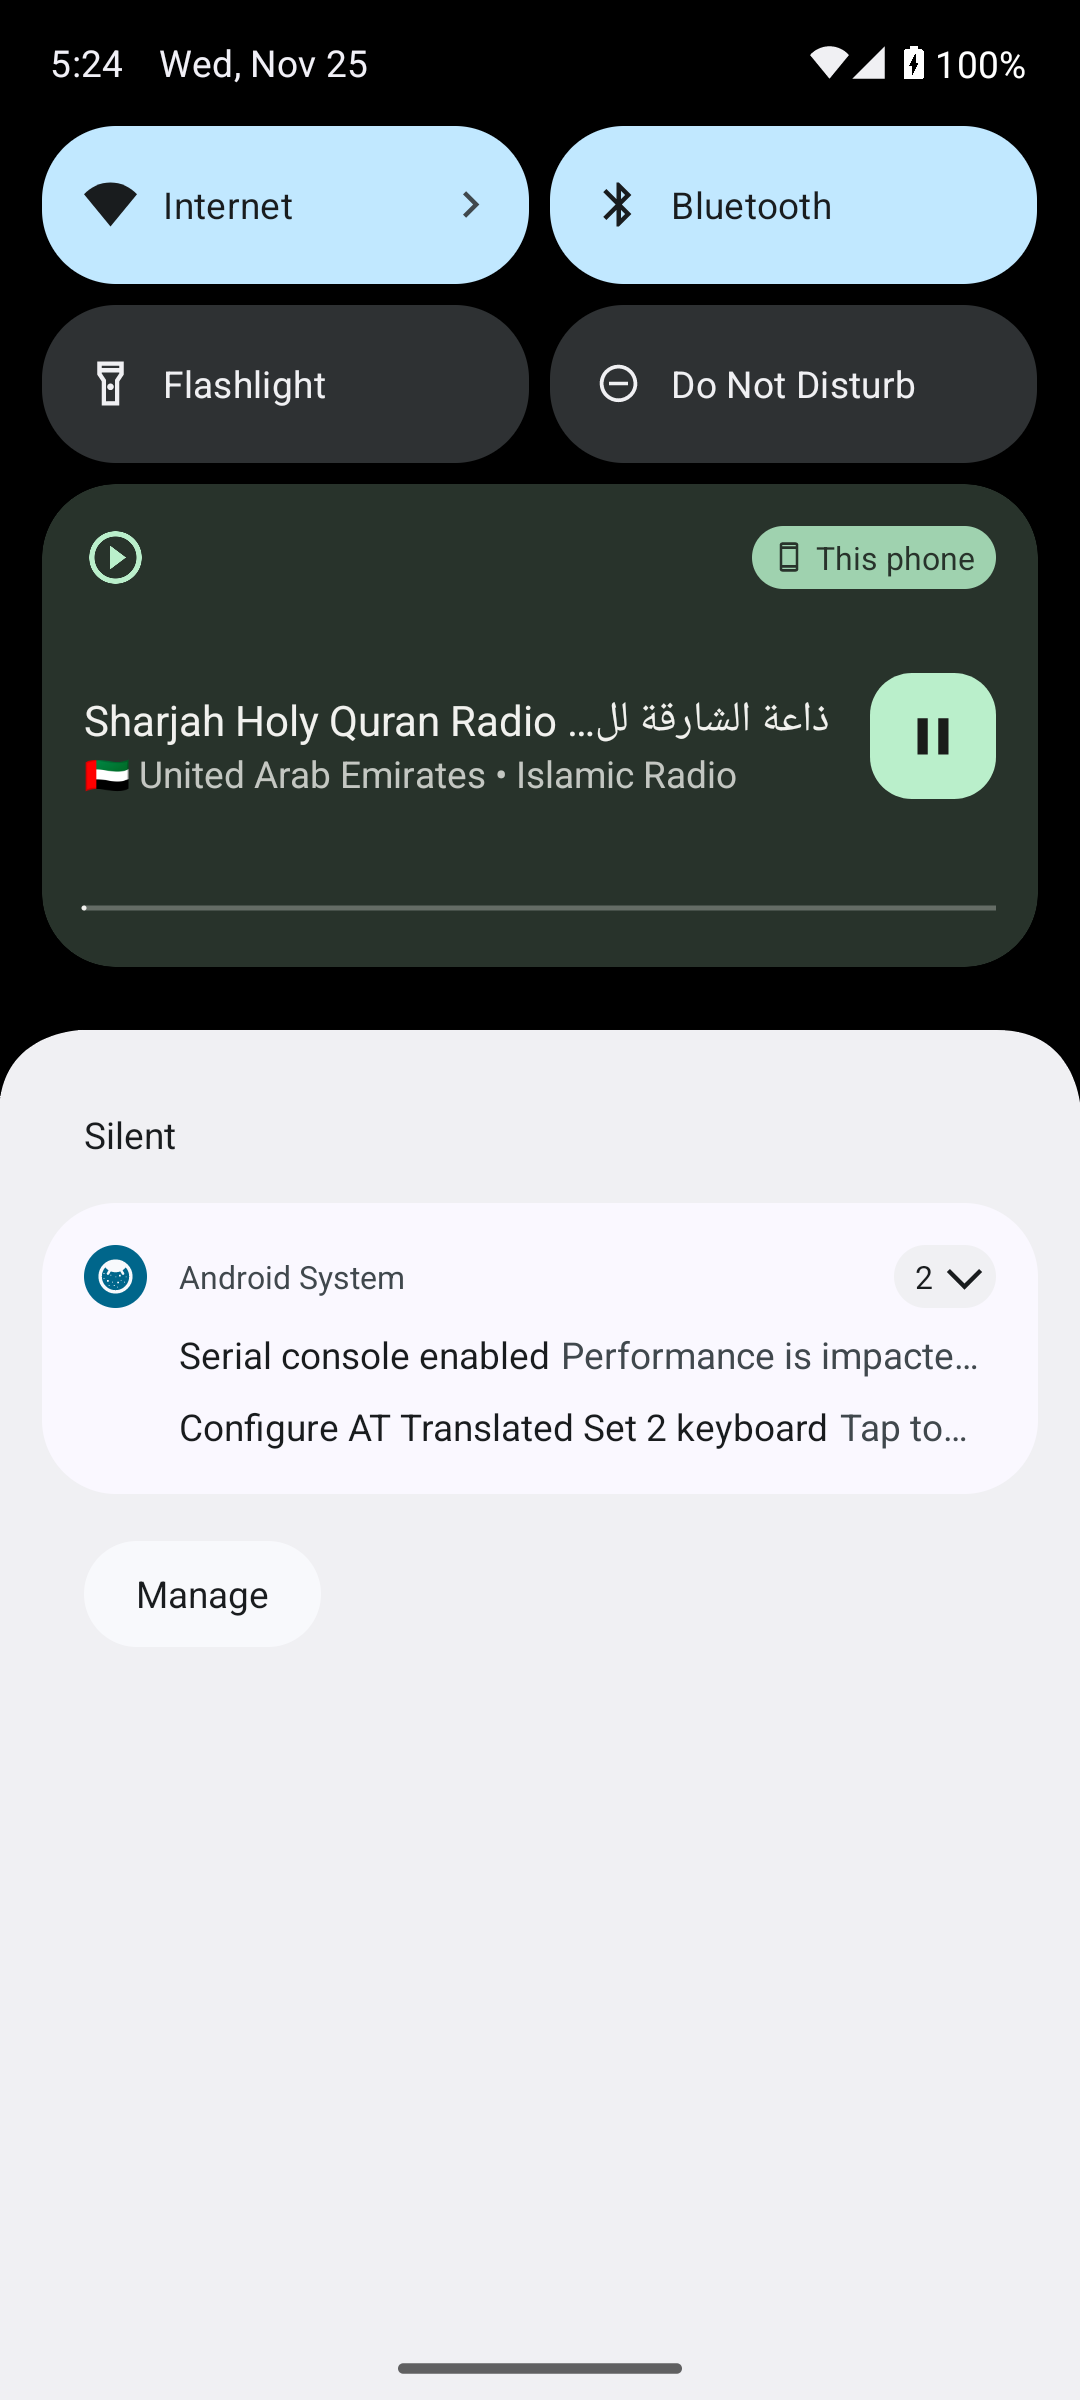 5:24 Wed, Nov 25 100%
Internet
Bluetooth
Flashlight
Do Not Disturb
This phone
Sharjah Holy Quran Radio ذاعة الشارقة لل…
🇦🇪 United Arab Emirates • Islamic Radio
Silent
Android System 2
Serial console enabled Performance is impacte…
Configure AT Translated Set 2 keyboard Tap to…
Manage